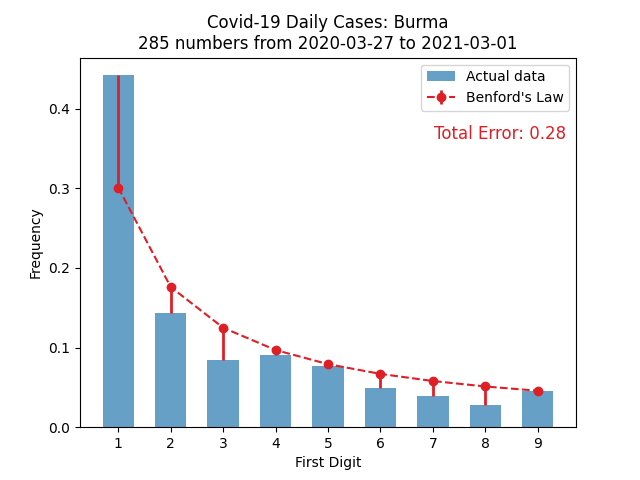 Covid-19 Daily Cases: Burma
285 numbers from 2020-03-27 to 2021-03-01
Actual data
Benford's Law
Total Error: 0.28
Frequency
0.4
0.3
0.2
0.1
0.0
1 2 3 4 5 6 7 8 9
First Digit